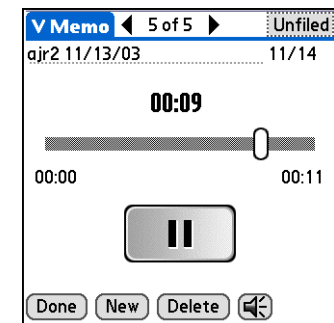 V Memo 5 of 5 Unfiled
ajr2 11/13/03 11/14
00:09
00:00 00:11
Done New Delete